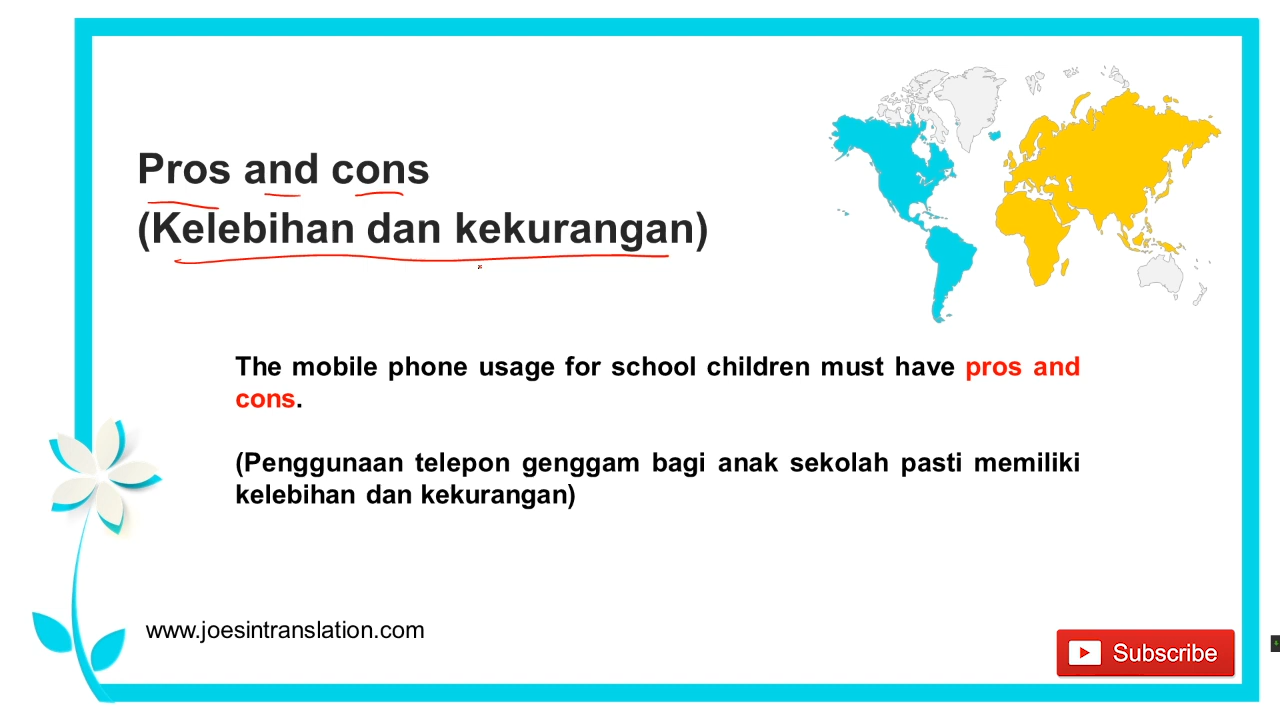 Pros and cons
(Kelebihan dan kekurangan)
The mobile phone usage for school children must have pros and
cons.
(Penggunaan telepon genggam bagi anak sekolah pasti memiliki
kelebihan dan kekurangan)
www.joesintranslation.com
Subscribe